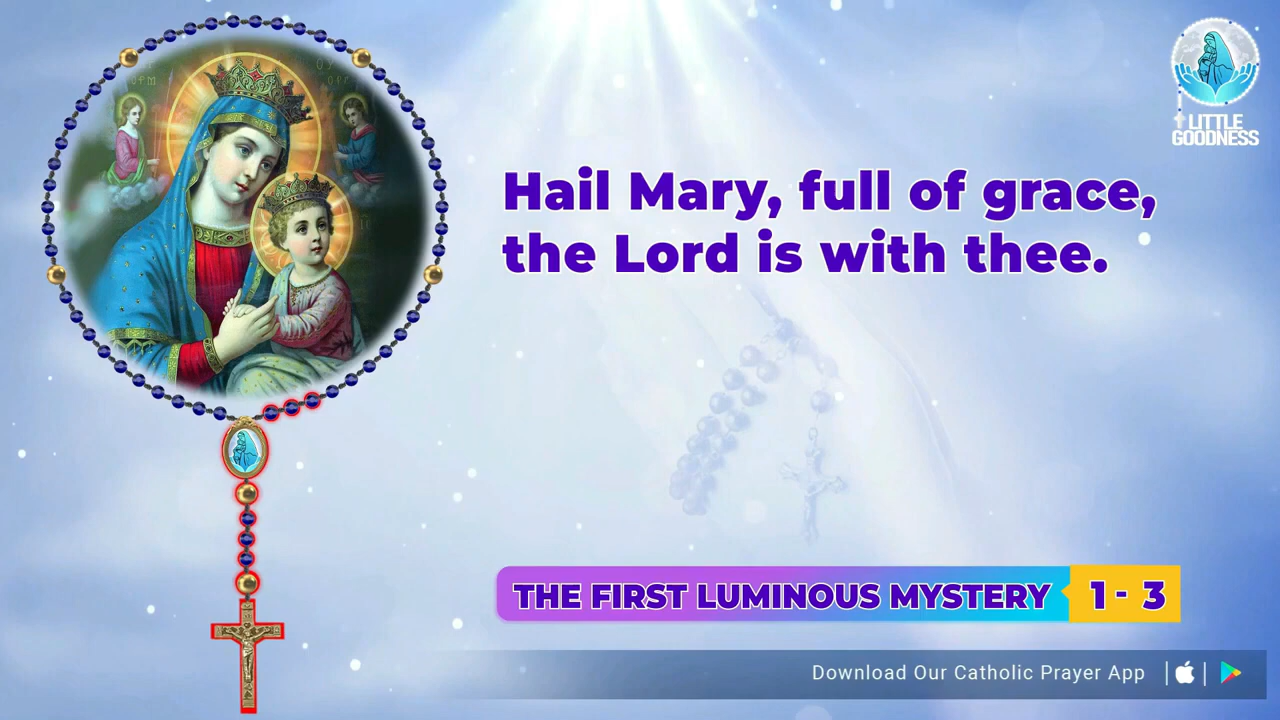 LITTLE
GOODNESS
Hail Mary, full of grace,
the Lord is with thee.
THE FIRST LUMINOUS MYSTERY 1 - 3
Download Our Catholic Prayer App